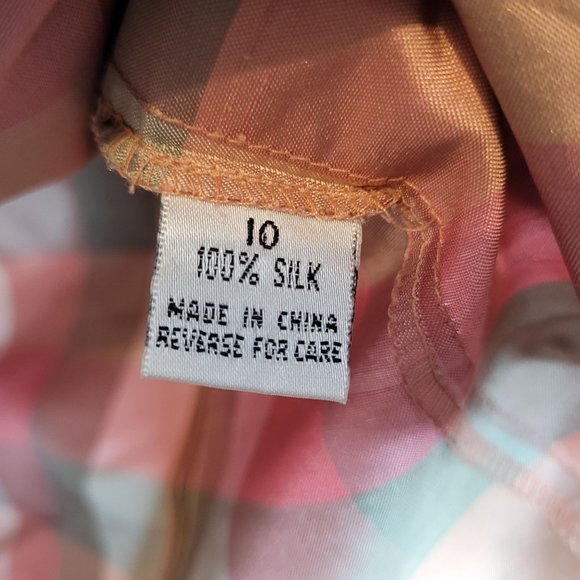 10
100% SILK
MADE IN CHINA
REVERSE FOR CARE